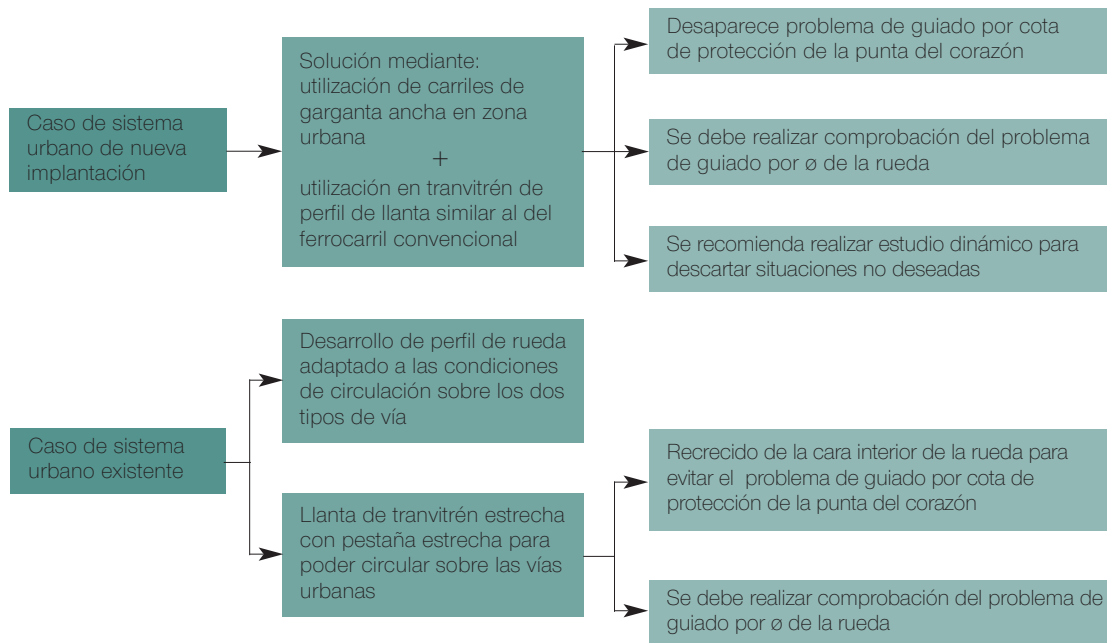 Caso de sistema
urbano de nueva
implantación
Solución mediante:
utilización de carriles de
garganta ancha en zona
urbana
+
utilización en tranvitrén de
perfil de llanta similar al del
ferrocarril convencional
Desaparece problema de guiado por cota
de protección de la punta del corazón
Se debe realizar comprobación del problema
de guiado por ø de la rueda
Se recomienda realizar estudio dinámico para
descartar situaciones no deseadas
Caso de sistema
urbano existente
Desarrollo de perfil de rueda
adaptado a las condiciones
de circulación sobre los dos
tipos de vía
Llanta de tranvitrén estrecha
con pestaña estrecha para
poder circular sobre las vías
urbanas
Recrecido de la cara interior de la rueda para
evitar el problema de guiado por cota de
protección de la punta del corazón
Se debe realizar comprobación del problema de
guiado por ø de la rueda